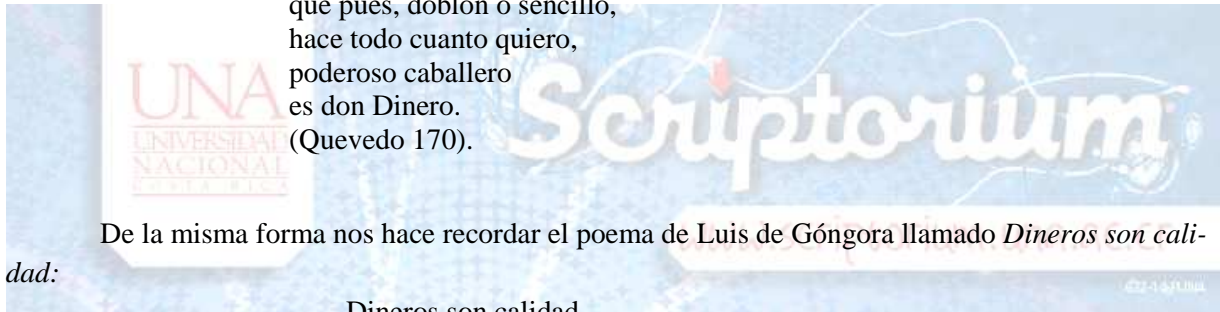 que pues, doblón o sencillo,
hace todo cuanto quiero,
poderoso caballero
es don Dinero.
(Quevedo 170).
UNA
UNIVERSIDAD
NACIONAL
COSTA RICA
Scriptorium
De la misma forma nos hace recordar el poema de Luis de Góngora llamado Dineros son cali-
dad:
Dineros son calidad